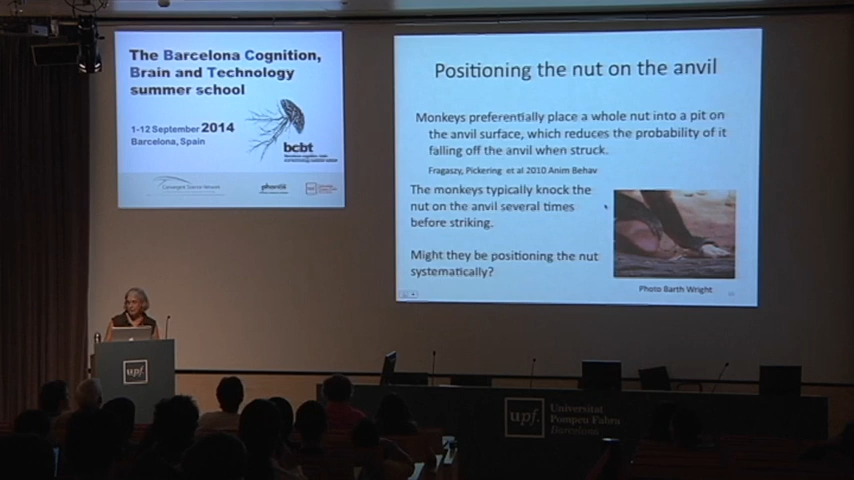 The Barcelona Cognition,
Brain and Technology
summer school
1-12 September 2014
Barcelona, Spain
bcbt
Positioning the nut on the anvil
Monkeys preferentially place a whole nut into a pit on
the anvil surface, which reduces the probability of it
falling off the anvil when struck.
Fragaszy, Pickering et al 2010 Anim Behav
The monkeys typically knock the
nut on the anvil several times
before striking.
Might they be positioning the nut
systematically?
Photo Barth Wright
upf.
upf.
Universitat
Pompeu Fabra
Barcelona